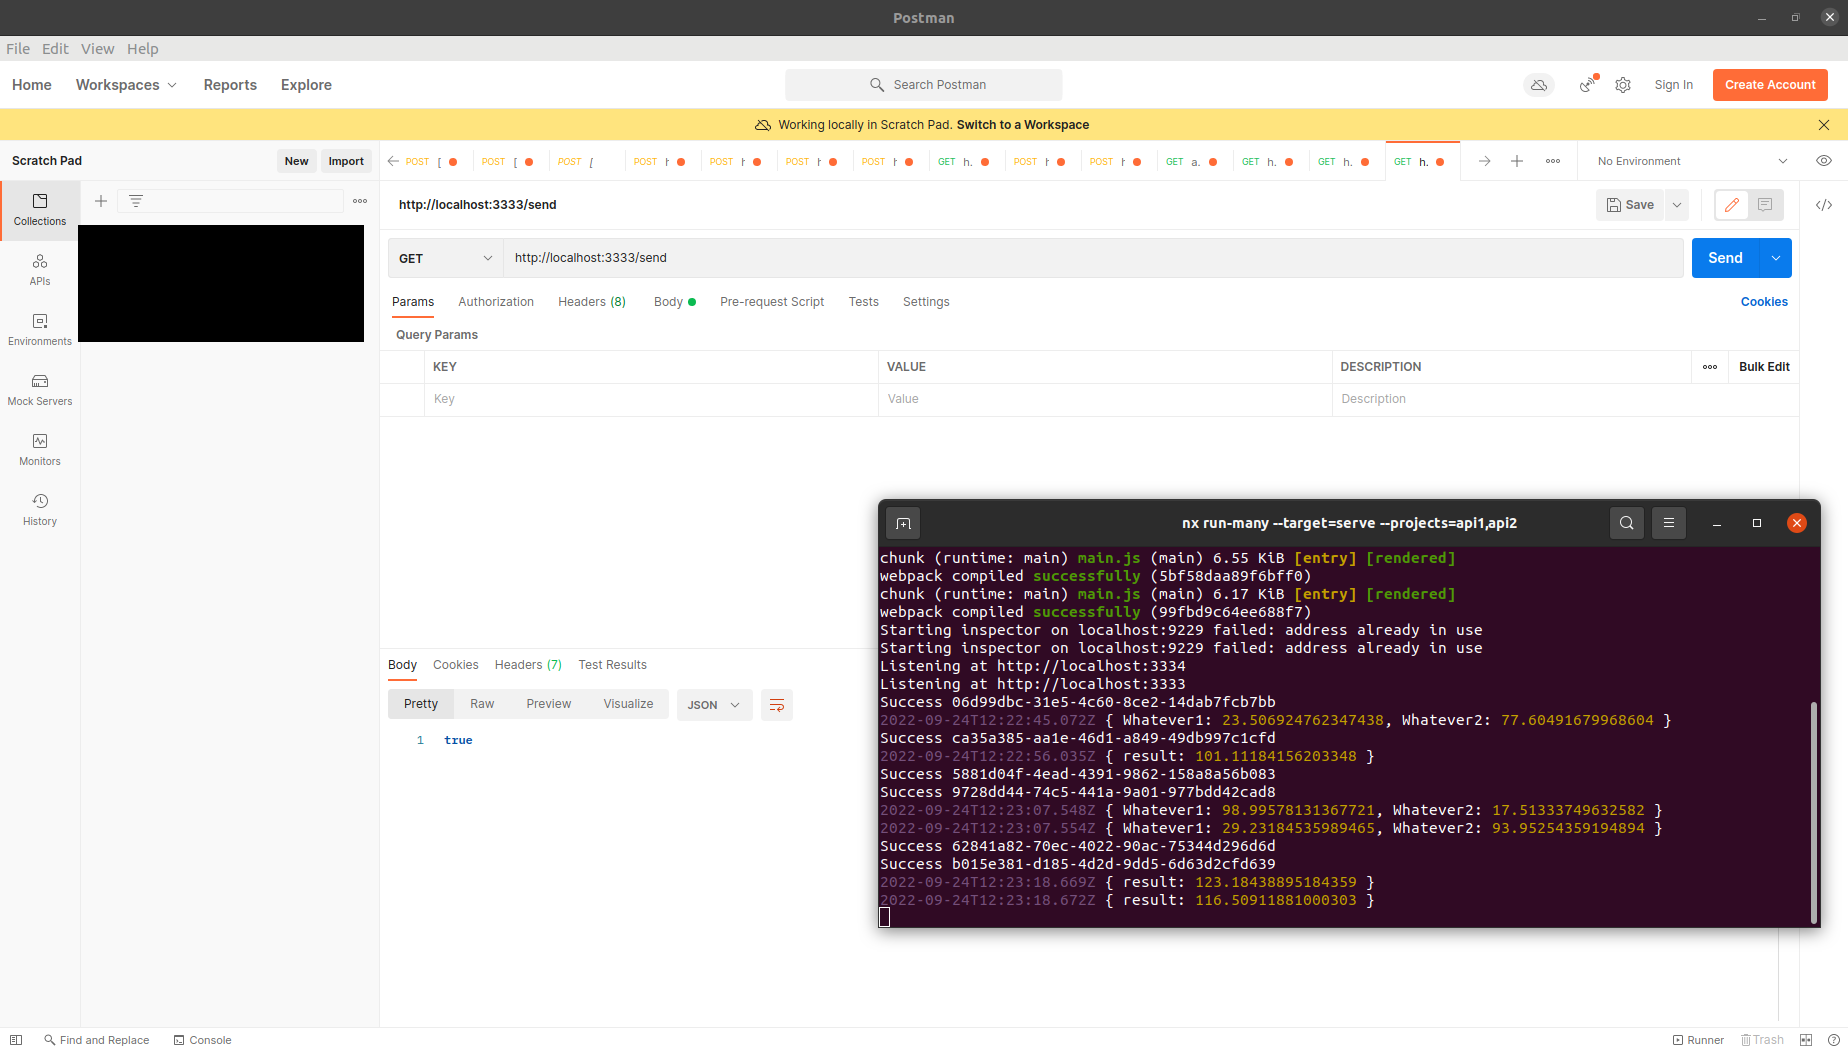 Postman
File Edit View Help
Home Workspaces Reports Explore
Search Postman
Sign In
Create Account
Working locally in Scratch Pad. Switch to a Workspace
Scratch Pad
New
Import
POST [
POST [
POST [
POST h
POST h
POST h
POST h
GET h.
POST h
POST h
GET a.
GET h.
GET h.
GET h.
No Environment
Collections
APIs
Environments
Mock Servers
Monitors
History
http://localhost:3333/send
Save
GET
http://localhost:3333/send
Send
Params Authorization Headers (8) Body Pre-request Script Tests Settings
Cookies
Query Params
KEY VALUE DESCRIPTION
Bulk Edit
Key Value Description
nx run-many --target=serve --projects=api1,api2
chunk (runtime: main) main.js (main) 6.55 KiB [entry] [rendered]
webpack compiled successfully (5bf58daa89f6bff0)
chunk (runtime: main) main.js (main) 6.17 KiB [entry] [rendered]
webpack compiled successfully (99fbd9c64ee688f7)
Starting inspector on localhost:9229 failed: address already in use
Starting inspector on localhost:9229 failed: address already in use
Listening at http://localhost:3334
Listening at http://localhost:3333
Success 06d99dbc-31e5-4c60-8ce2-14dab7fcb7bb
2022-09-24T12:22:45.072Z { Whatever1: 23.506924762347438, Whatever2: 77.60491679968604 }
Success ca35a385-aa1e-46d1-a849-49db997c1cfd
2022-09-24T12:22:56.035Z { result: 101.11184156203348 }
Success 5881d04f-4ead-4391-9862-158a8a56b083
Success 9728dd44-74c5-441a-9a01-977bdd42cad8
2022-09-24T12:23:07.548Z { Whatever1: 98.99578131367721, Whatever2: 17.51333749632582 }
2022-09-24T12:23:07.554Z { Whatever1: 29.23184535989465, Whatever2: 93.95254359194894 }
Success 62841a82-70ec-4022-90ac-75344d296d6d
Success b015e381-d185-4d2d-9dd5-6d63d2cfd639
2022-09-24T12:23:18.669Z { result: 123.18438895184359 }
2022-09-24T12:23:18.672Z { result: 116.50911881000303 }
Body Cookies Headers (7) Test Results
Pretty Raw Preview Visualize
JSON
1 true
Find and Replace
Console
Runner
Trash